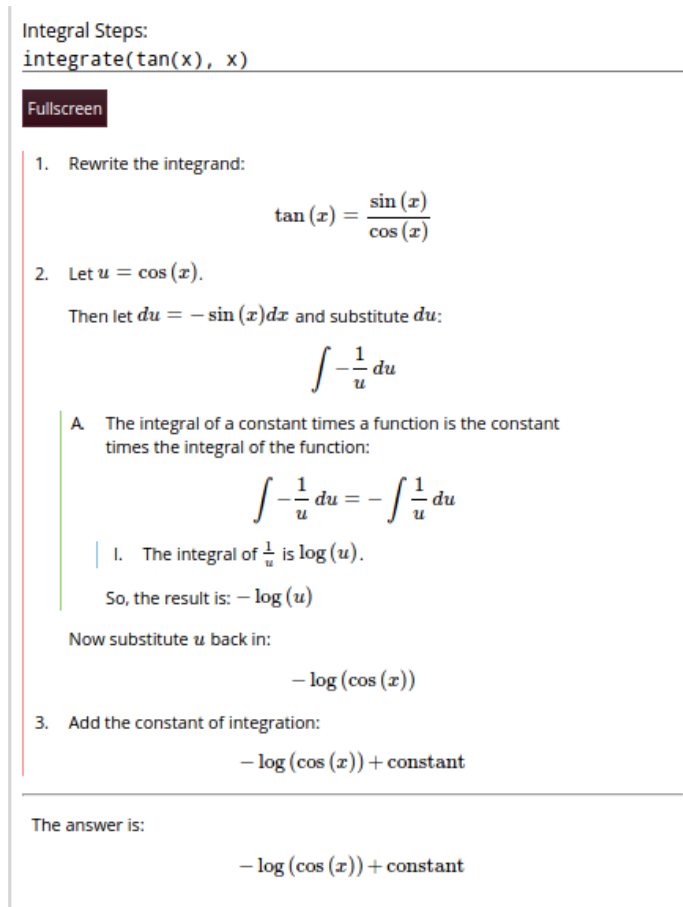 Integral Steps:
integrate(tan(x), x)
Fullscreen
1. Rewrite the integrand:
tan (x) = sin (x) / cos (x)
2. Let u = cos (x).
Then let du = − sin (x)dx and substitute du:
∫ −1/u du
A. The integral of a constant times a function is the constant
times the integral of the function:
∫ −1/u du = − ∫ 1/u du
I. The integral of 1/u is log (u).
So, the result is: − log (u)
Now substitute u back in:
− log (cos (x))
3. Add the constant of integration:
− log (cos (x)) + constant
The answer is:
− log (cos (x)) + constant